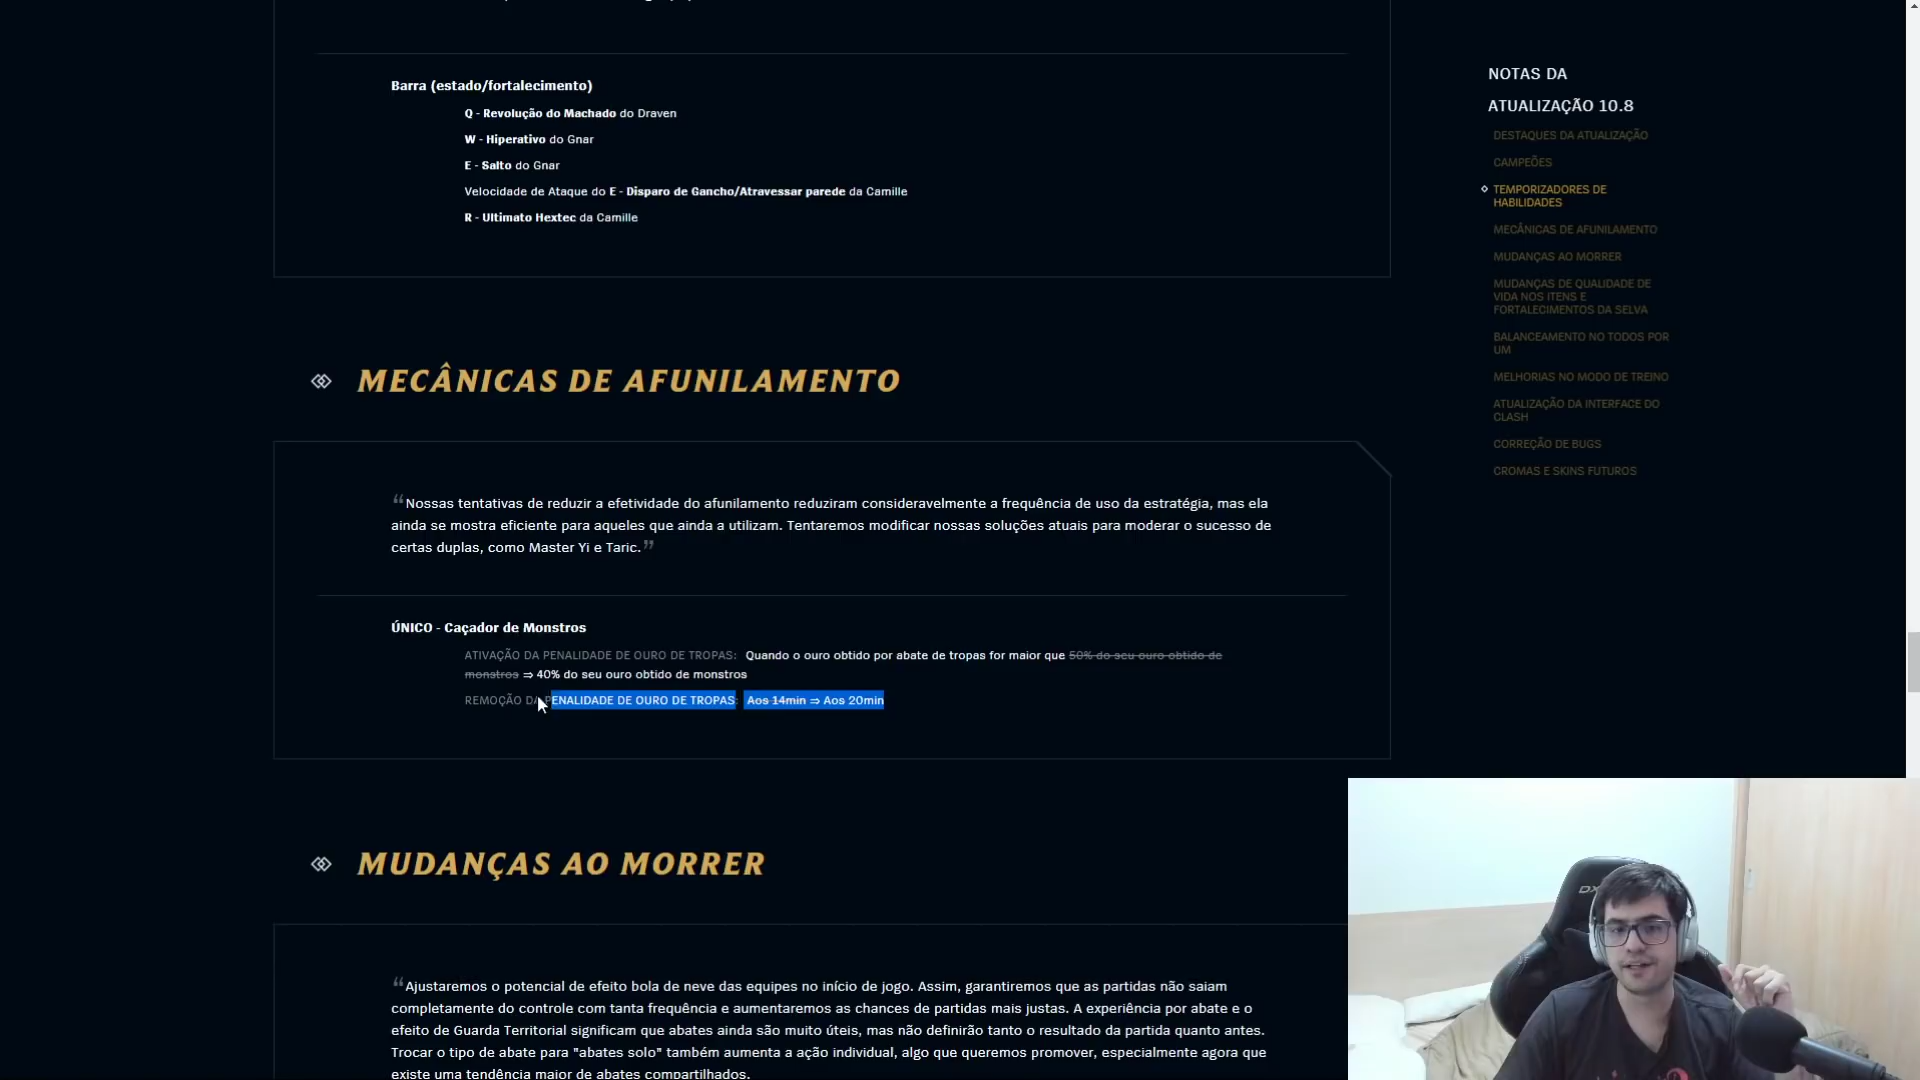 Barra (estado/fortalecimento)
Q - Revolução do Machado do Draven
W - Hiperativo do Gnar
E - Salto do Gnar
Velocidade de Ataque do E - Disparo de Gancho/Atravessar parede da Camille
R - Ultimato Hextec da Camille
MECÂNICAS DE AFUNILAMENTO
“Nossas tentativas de reduzir a efetividade do afunilamento reduziram consideravelmente a frequência de uso da estratégia, mas ela
ainda se mostra eficiente para aqueles que ainda a utilizam. Tentaremos modificar nossas soluções atuais para moderar o sucesso de
certas duplas, como Master Yi e Taric.”
ÚNICO - Caçador de Monstros
ATIVAÇÃO DA PENALIDADE DE OURO DE TROPAS: Quando o ouro obtido por abate de tropas for maior que 50% do seu ouro obtido de
monstros ⇒ 40% do seu ouro obtido de monstros
REMOÇÃO DA PENALIDADE DE OURO DE TROPAS: Aos 14min ⇒ Aos 20min
MUDANÇAS AO MORRER
“Ajustaremos o potencial de efeito bola de neve das equipes no início de jogo. Assim, garantiremos que as partidas não saiam
completamente do controle com tanta frequência e aumentaremos as chances de partidas mais justas. A experiência por abate e o
efeito de Guarda Territorial significam que abates ainda são muito úteis, mas não definirão tanto o resultado da partida quanto antes.
Trocar o tipo de abate para "abates solo" também aumenta a ação individual, algo que queremos promover, especialmente agora que
existe uma tendência maior de abates compartilhados.
NOTAS DA
ATUALIZAÇÃO 10.8
DESTAQUES DA ATUALIZAÇÃO
CAMPEÕES
TEMPORIZADORES DE
HABILIDADES
MECÂNICAS DE AFUNILAMENTO
MUDANÇAS AO MORRER
MUDANÇAS DE QUALIDADE DE
VIDA NOS ITENS E
FORTALECIMENTOS DA SELVA
BALANCEAMENTO NO TODOS POR
UM
MELHORIAS NO MODO DE TREINO
ATUALIZAÇÃO DA INTERFACE DO
CLASH
CORREÇÃO DE BUGS
CROMAS E SKINS FUTUROS